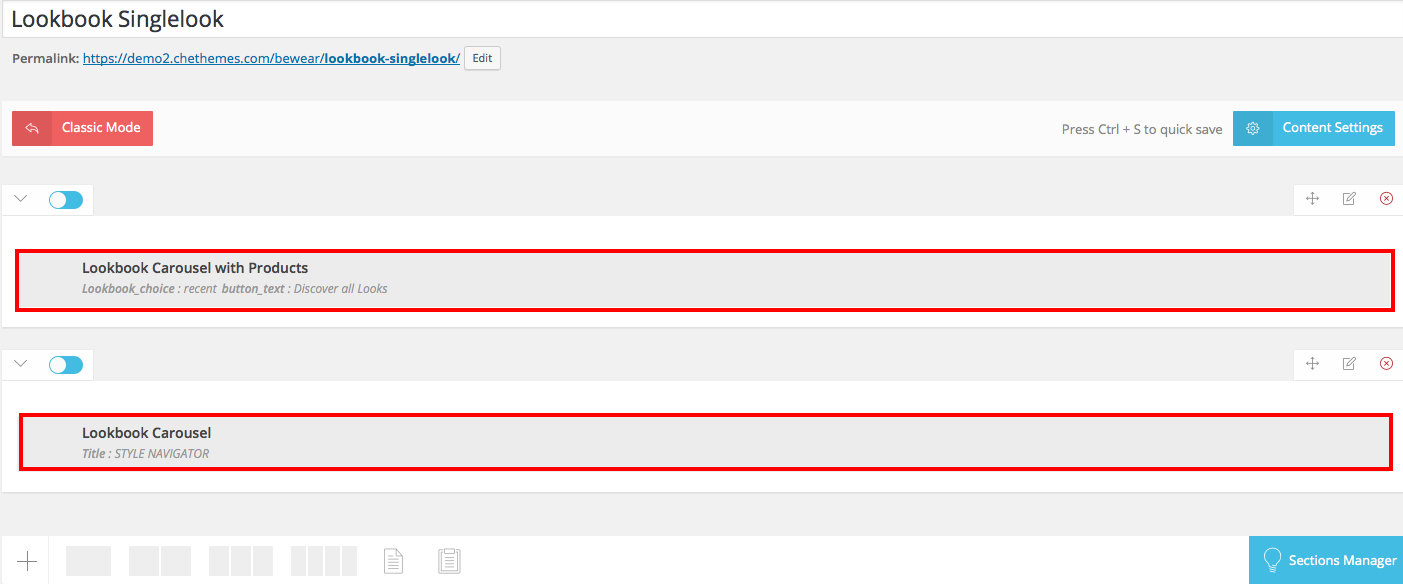 Lookbook Singlelook
Permalink: https://demo2.chethemes.com/bewear/lookbook-singlelook/ Edit
Classic Mode
Press Ctrl + S to quick save
Content Settings
Lookbook Carousel with Products
Lookbook_choice : recent button_text : Discover all Looks
Lookbook Carousel
Title : STYLE NAVIGATOR
Sections Manager